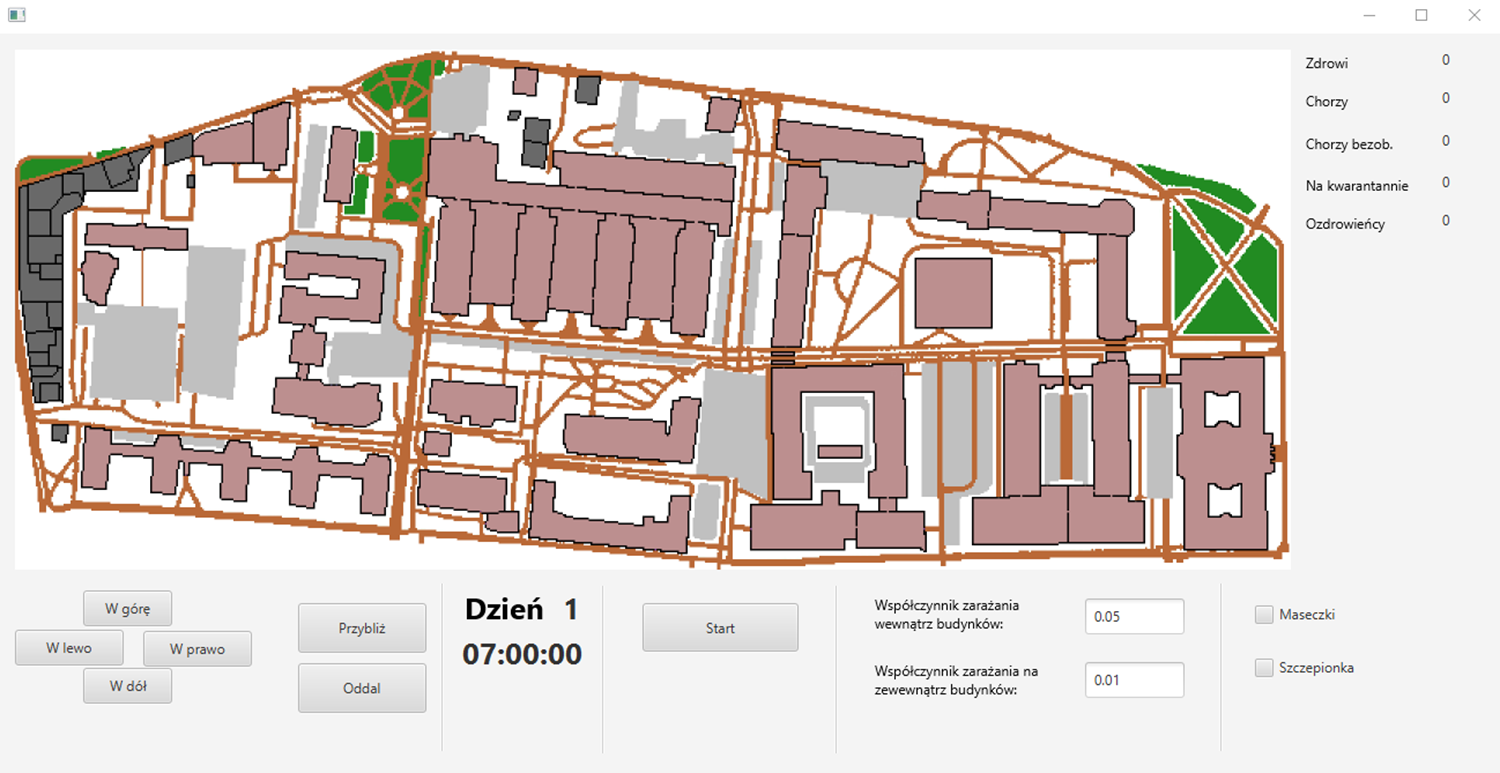 Zdrowi 0
Chorzy 0
Chorzy bezob. 0
Na kwarantannie 0
Ozdrowieńcy 0
W górę
W lewo
W prawo
W dół
Przybliż
Oddal
Dzień 1
07:00:00
Start
Współczynnik zarażania
wewnątrz budynków:
0.05
Współczynnik zarażania na
zewewnątrz budynków:
0.01
Maseczki
Szczepionka